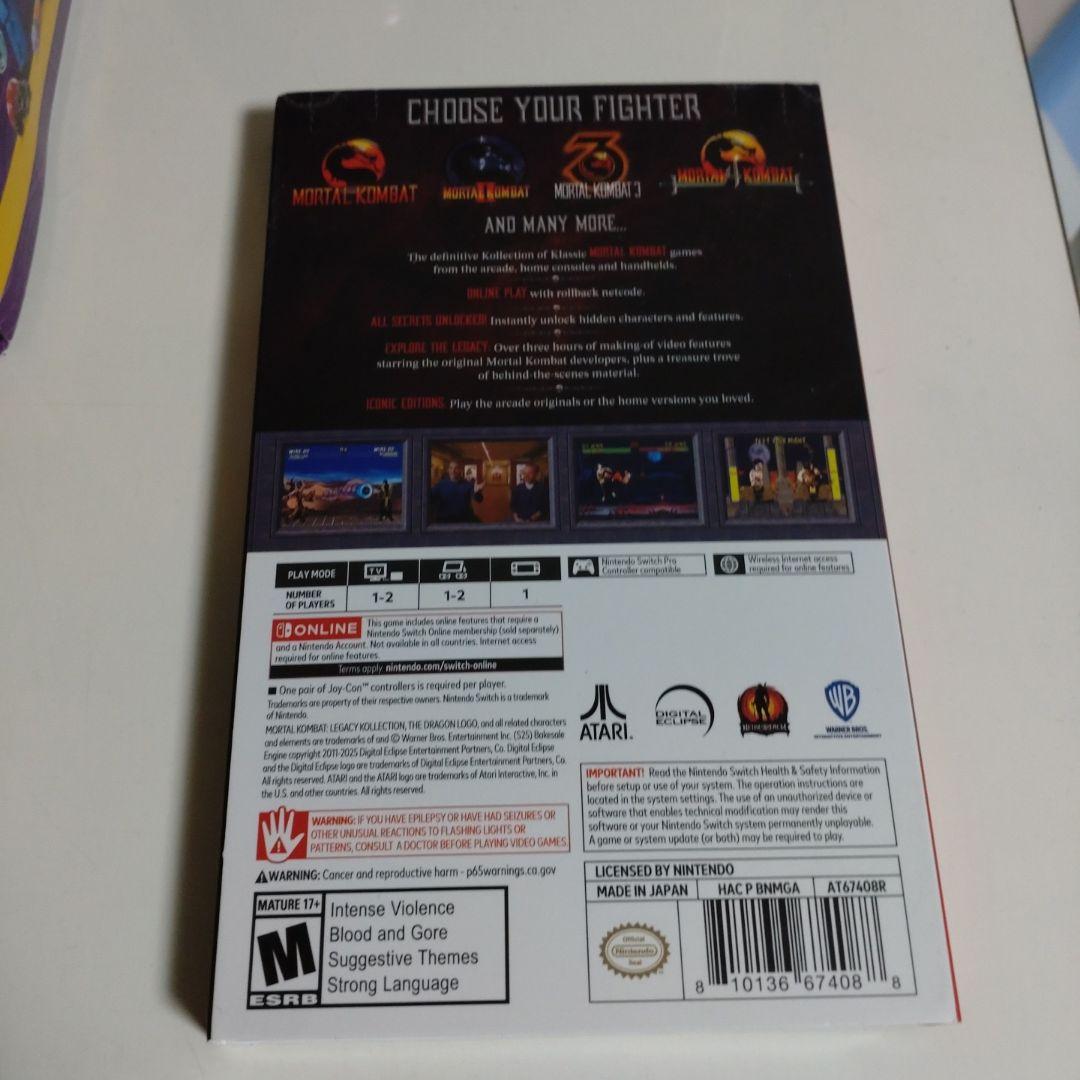 CHOOSE YOUR FIGHTER
MORTAL KOMBAT
MORTAL KOMBAT
MORTAL KOMBAT 3
MORTAL 4 KOMBAT
AND MANY MORE...
The definitive Kollection of Klassic MORTAL KOMBAT games
from the arcade, home consoles and handhelds.
ONLINE PLAY with rollback netcode.
ALL SECRETS UNLOCKED! Instantly unlock hidden characters and features.
EXPLORE THE LEGACY. Over three hours of making-of video features
starring the original Mortal Kombat developers, plus a treasure trove
of behind-the-scenes material.
ICONIC EDITIONS. Play the arcade originals or the home versions you loved.
TEST YOUR MIGHT
PLAY MODE
TV
NUMBER
OF PLAYERS
1-2
1-2
1
Nintendo Switch Pro
Controller compatible
Wireless Internet access
required for online features
ONLINE
This game includes online features that require a
Nintendo Switch Online membership (sold separately)
and a Nintendo Account. Not available in all countries. Internet access
required for online features.
Terms apply. nintendo.com/switch-online
■ One pair of Joy-Con™ controllers is required per player.
Trademarks are property of their respective owners. Nintendo Switch is a trademark
of Nintendo.
MORTAL KOMBAT: LEGACY KOLLECTION, THE DRAGON LOGO, and all related characters
and elements are trademarks of and © Warner Bros. Entertainment Inc. (S25) Bakesale
Engine copyright 2011-2025 Digital Eclipse Entertainment Partners, Co. Digital Eclipse
and the Digital Eclipse logo are trademarks of Digital Eclipse Entertainment Partners, Co.
All rights reserved. ATARI and the ATARI logo are trademarks of Atari Interactive, Inc. in
the U.S. and other countries. All rights reserved.
ATARI
DIGITAL
ECLIPSE
NETHERREALM
WB
WARNER BROS.
INTERACTIVE ENTERTAINMENT
WARNING: IF YOU HAVE EPILEPSY OR HAVE HAD SEIZURES OR
OTHER UNUSUAL REACTIONS TO FLASHING LIGHTS OR
PATTERNS, CONSULT A DOCTOR BEFORE PLAYING VIDEO GAMES.
WARNING: Cancer and reproductive harm - p65warnings.ca.gov
IMPORTANT! Read the Nintendo Switch Health & Safety Information
before setup or use of your system. The operation instructions are
located in the system settings. The use of an unauthorized device or
software that enables technical modification may render this
software or your Nintendo Switch system permanently unplayable.
A game or system update (or both) may be required to play.
MATURE 17+
M
ESRB
Intense Violence
Blood and Gore
Suggestive Themes
Strong Language
LICENSED BY NINTENDO
MADE IN JAPAN
HAC P BNMGA
AT67408R
Official
Nintendo
Seal
8 10136 67408 8